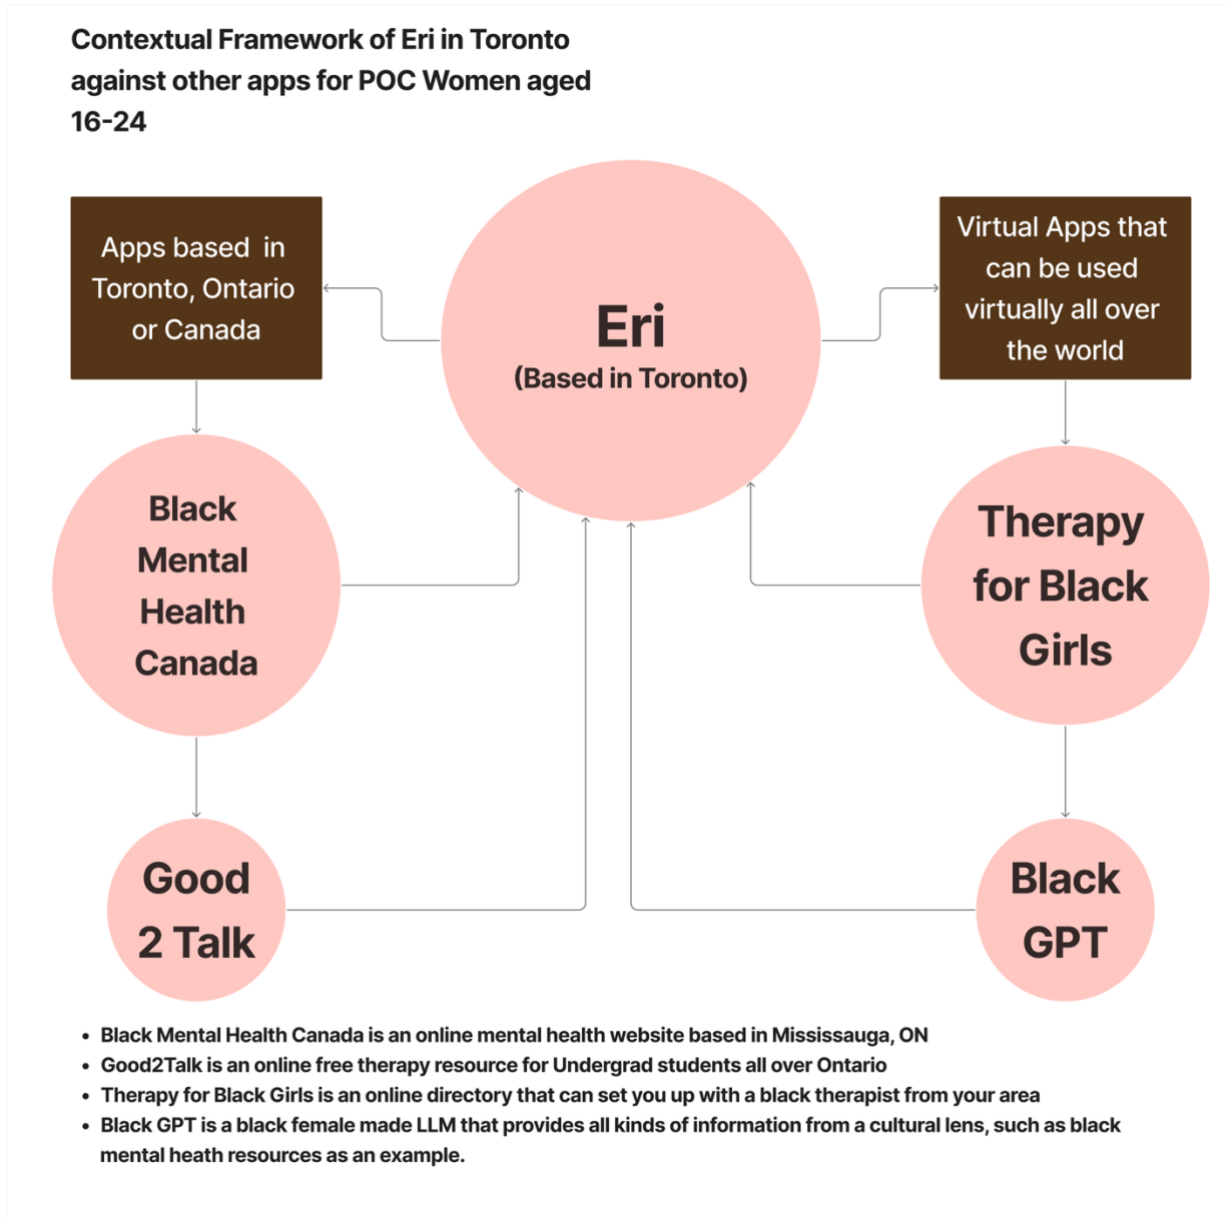 Contextual Framework of Eri in Toronto
against other apps for POC Women aged
16-24
Apps based in
Toronto, Ontario
or Canada
Eri
(Based in Toronto)
Virtual Apps that
can be used
virtually all over
the world
Black
Mental
Health
Canada
Therapy
for Black
Girls
Good
2 Talk
Black
GPT
• Black Mental Health Canada is an online mental health website based in Mississauga, ON
• Good2Talk is an online free therapy resource for Undergrad students all over Ontario
• Therapy for Black Girls is an online directory that can set you up with a black therapist from your area
• Black GPT is a black female made LLM that provides all kinds of information from a cultural lens, such as black
mental heath resources as an example.